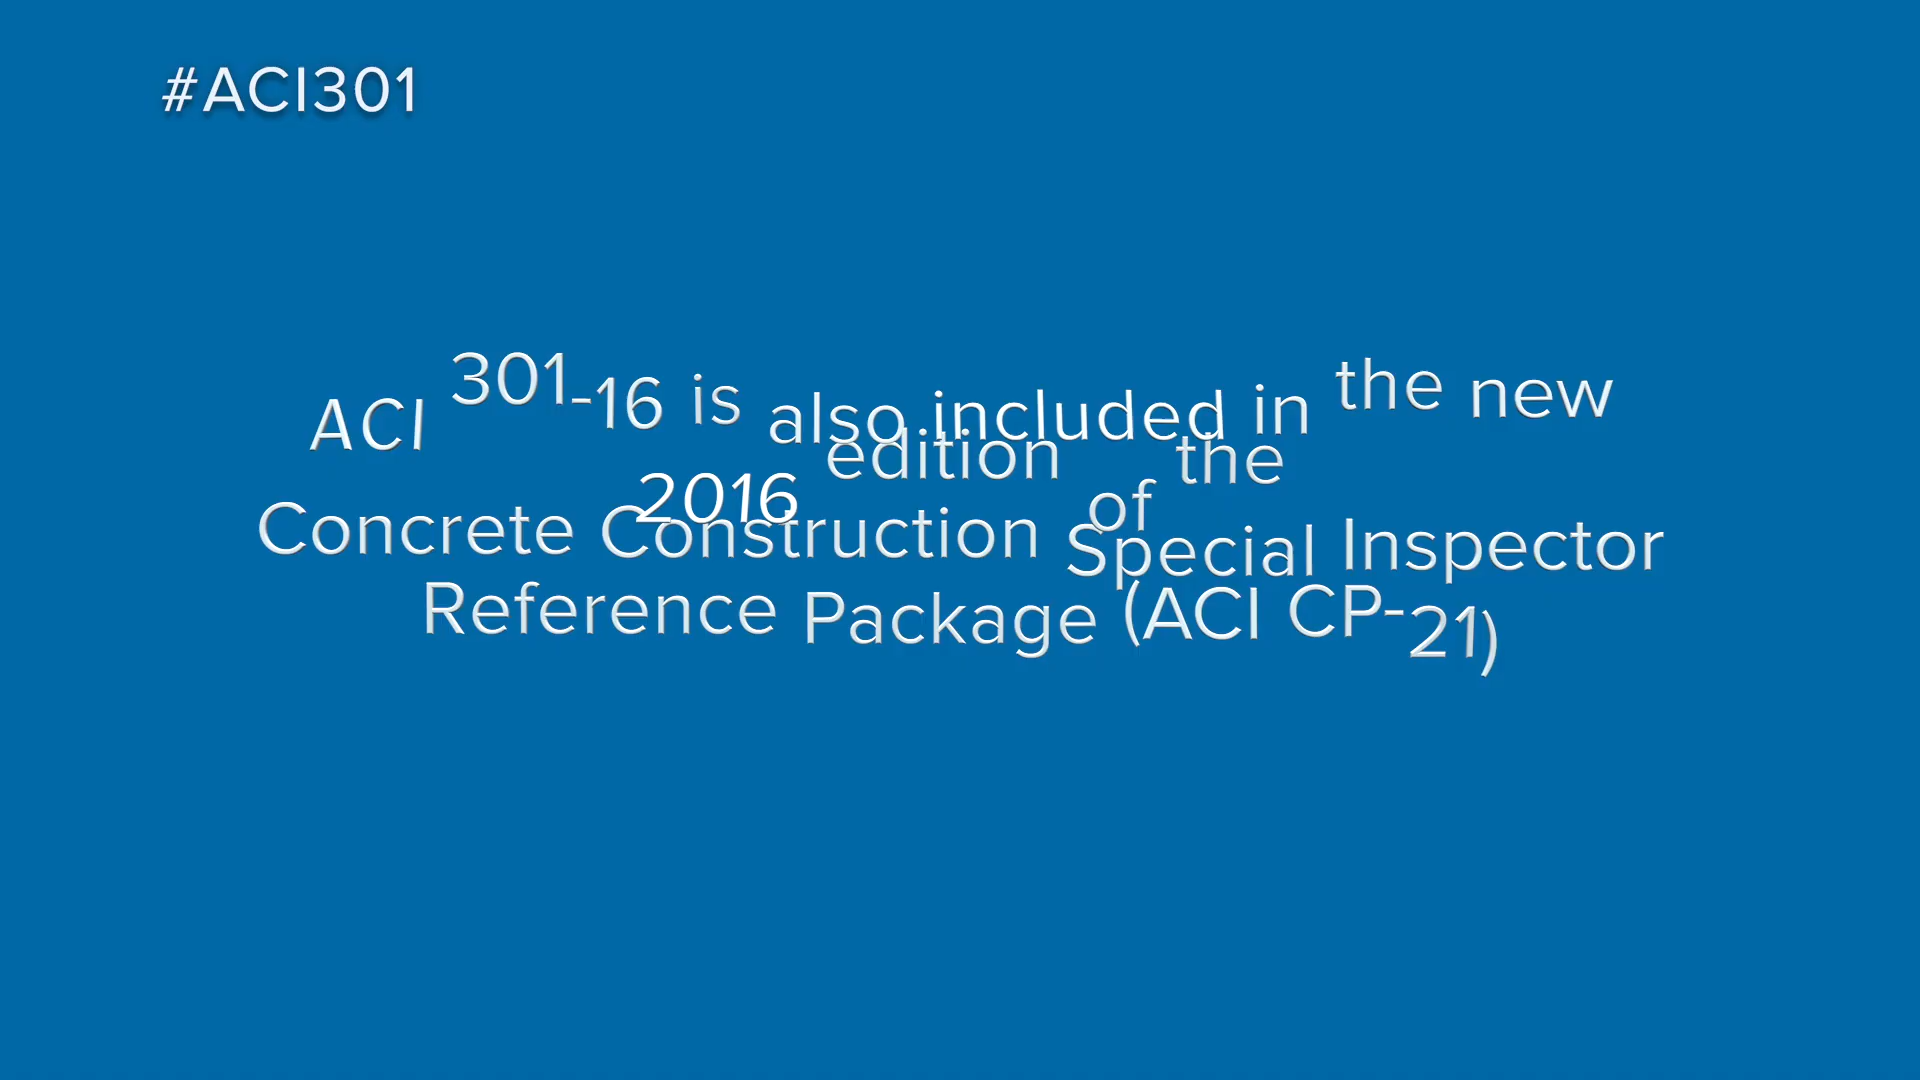 #ACI301
ACI 301-16 is also included in the new
2016 edition of the
Concrete Construction Special Inspector
Reference Package (ACI CP-21)